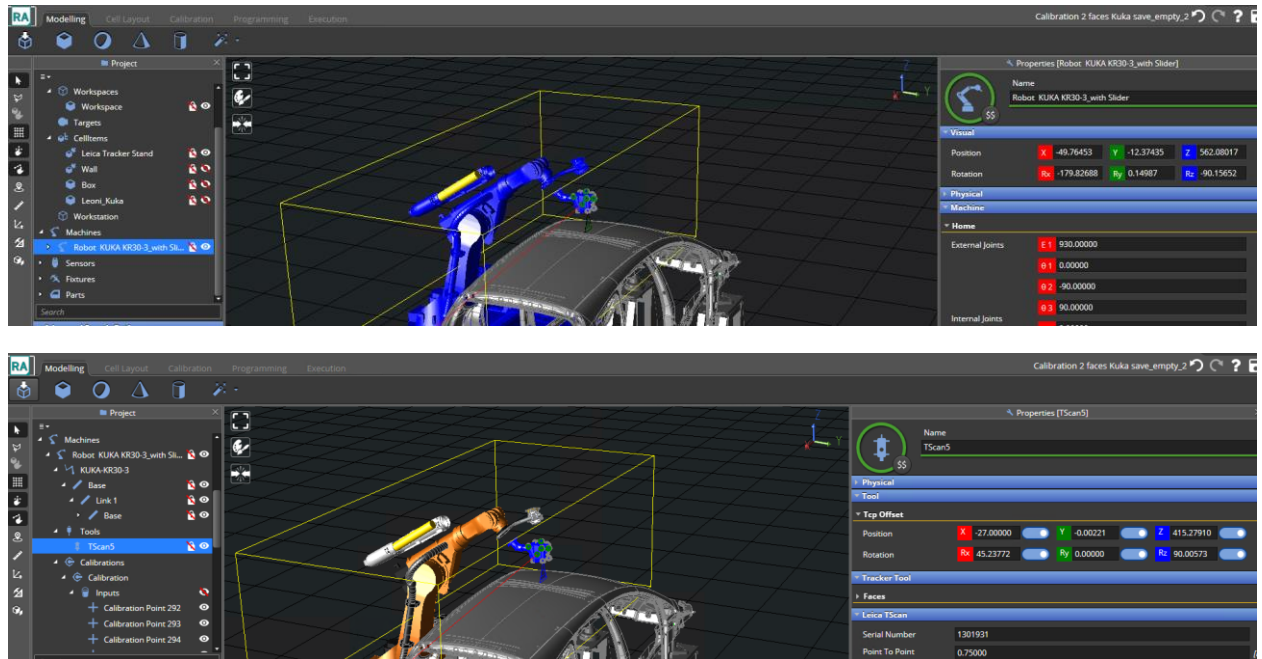 RA Modelling Cell Layout Calibration Programming Execution Calibration 2 faces Kuka save_empty_2 ?
Project
Workspaces
Workspace
Targets
CellItems
Leica Tracker Stand
Wall
Box
Leoni_Kuka
Workstation
Machines
Robot KUKA KR30-3_with Sli...
Sensors
Fixtures
Parts
Search
Z
X Y
Properties [Robot KUKA KR30-3_with Slider]
Name
Robot KUKA KR30-3_with Slider
$$
Visual
Position X -49.76453 Y -12.37435 Z 562.08017
Rotation Rx -179.82688 Ry 0.14987 Rz -90.15652
Physical
Machine
Home
External Joints E 1 930.00000
θ 1 0.00000
θ 2 -90.00000
θ 3 90.00000
Internal Joints
RA Modelling Cell Layout Calibration Programming Execution Calibration 2 faces Kuka save_empty_2 ?
Project
Machines
Robot KUKA KR30-3_with Sli...
KUKA-KR30-3
Base
Link 1
Base
Tools
TScan5
Calibrations
Calibration
Inputs
Calibration Point 292
Calibration Point 293
Calibration Point 294
Z
X Y
Properties [TScan5]
Name
TScan5
$$
Physical
Tool
Tcp Offset
Position X -27.00000 Y -0.00221 Z 415.27910
Rotation Rx 45.23772 Ry 0.00000 Rz 90.00573
Tracker Tool
Faces
Leica TScan
Serial Number 1301931
Point To Point 0.75000